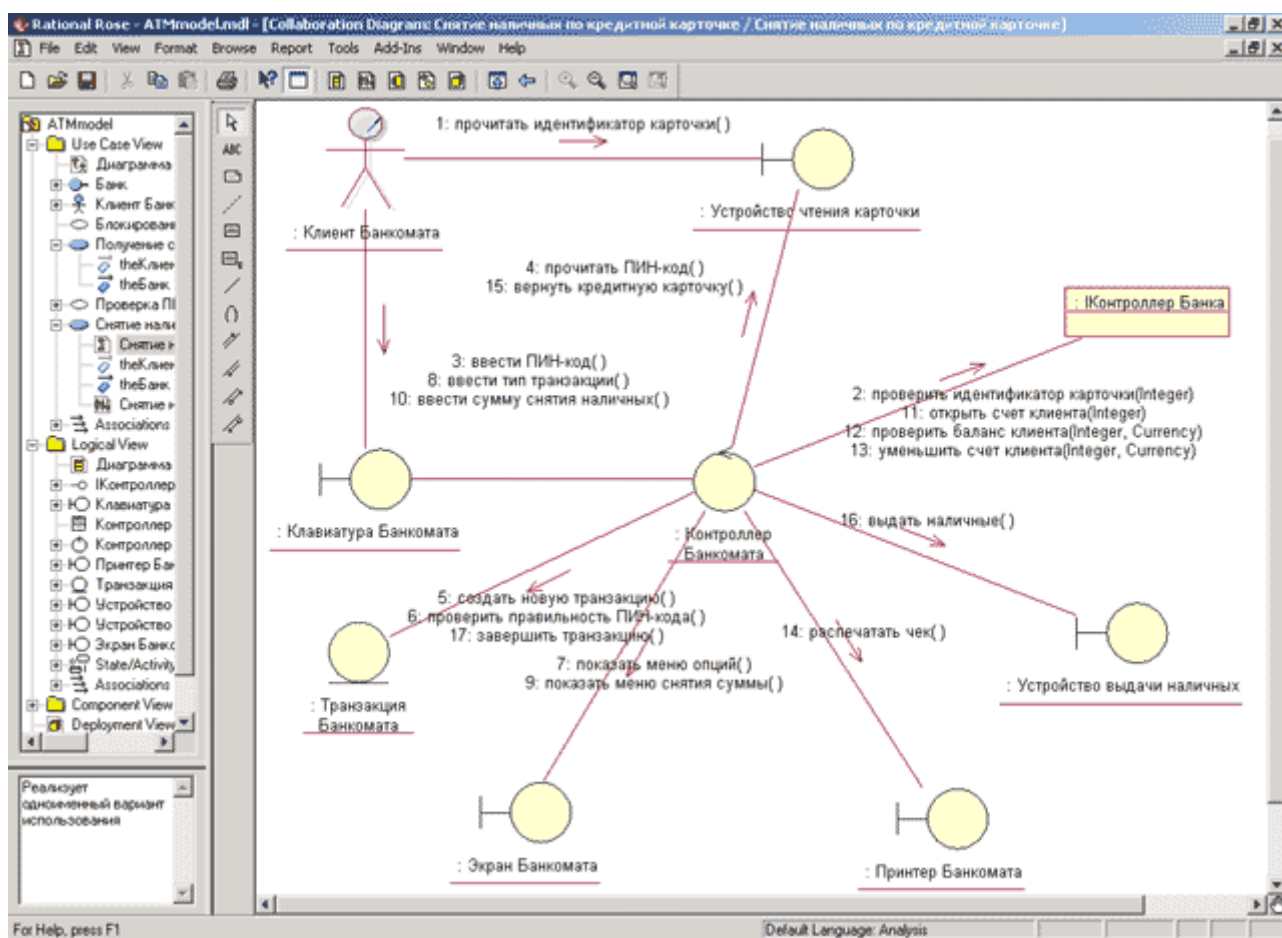 Rational Rose - ATMmodel.mdl - [Collaboration Diagram: Снятие наличных по кредитной карточке / Снятие наличных по кредитной карточке]
File Edit View Format Browse Report Tools Add-Ins Window Help
ATMmodel
Use Case View
Диаграмма
Банк
Клиент Банк
Блокирован
Получение с
theКлиен
theБанк
Проверка ПІ
Снятие нали
Снятие н
theКлиен
theБанк
Снятие н
Associations
Logical View
Диаграмма
IКонтроллер
Клавиатура
Контроллер
Контроллер
Принтер Бан
Транзакция
Устройство
Устройство
Экран Банко
State/Activity
Associations
Component View
Deployment View
ABC
Реализует
одноименный вариант
использования
1: прочитать идентификатор карточки( )
: Клиент Банкомата
: Устройство чтения карточки
4: прочитать ПИН-код( )
15: вернуть кредитную карточку( )
: IКонтроллер Банка
3: ввести ПИН-код( )
8: ввести тип транзакции( )
10: ввести сумму снятия наличных( )
2: проверить идентификатор карточки(Integer)
11: открыть счет клиента(Integer)
12: проверить баланс клиента(Integer, Currency)
13: уменьшить счет клиента(Integer, Currency)
: Клавиатура Банкомата
: Контроллер
Банкомата
16: выдать наличные( )
5: создать новую транзакцию( )
6: проверить правильность ПИН-кода( )
17: завершить транзакцию( )
14: распечатать чек( )
7: показать меню опций( )
9: показать меню снятия суммы( )
: Транзакция
Банкомата
: Устройство выдачи наличных
: Экран Банкомата
: Принтер Банкомата
For Help, press F1
Default Language: Analysis